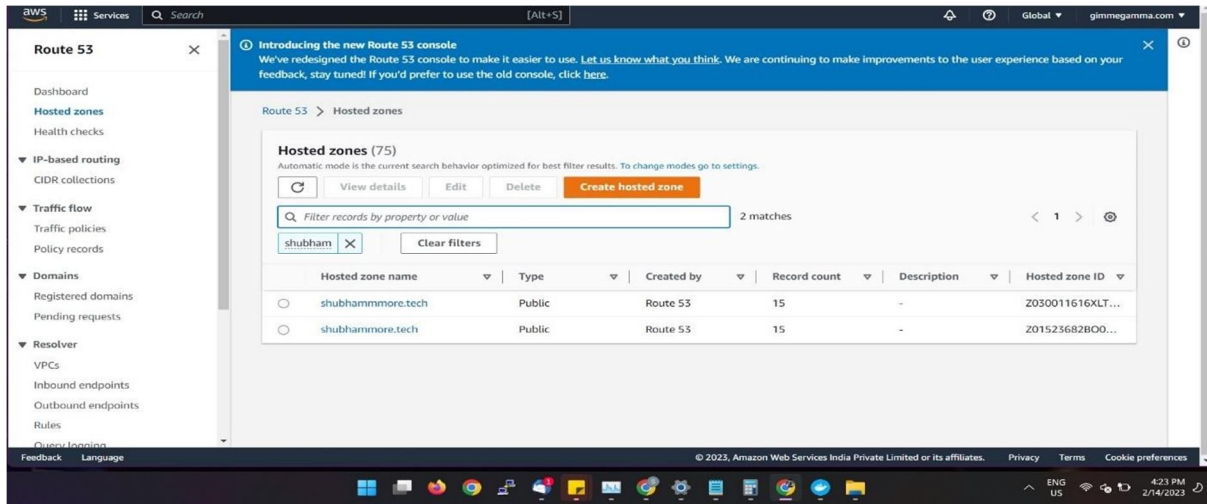 aws Services Search [Alt+S] Global gimmegamma.com
Route 53
Dashboard
Hosted zones
Health checks
IP-based routing
CIDR collections
Traffic flow
Traffic policies
Policy records
Domains
Registered domains
Pending requests
Resolver
VPCs
Inbound endpoints
Outbound endpoints
Rules
Query logging
Introducing the new Route 53 console
We've redesigned the Route 53 console to make it easier to use. Let us know what you think. We are continuing to make improvements to the user experience based on your
feedback, stay tuned! If you'd prefer to use the old console, click here.
Route 53 > Hosted zones
Hosted zones (75)
Automatic mode is the current search behavior optimized for best filter results. To change modes go to settings.
View details Edit Delete Create hosted zone
Filter records by property or value 2 matches < 1 >
shubham Clear filters
Hosted zone name Type Created by Record count Description Hosted zone ID
shubhammmore.tech Public Route 53 15 - Z030011616XLT...
shubhammore.tech Public Route 53 15 - Z01523682BO0...
Feedback Language © 2023, Amazon Web Services India Private Limited or its affiliates. Privacy Terms Cookie preferences
ENG 4:23 PM
US 2/14/2023